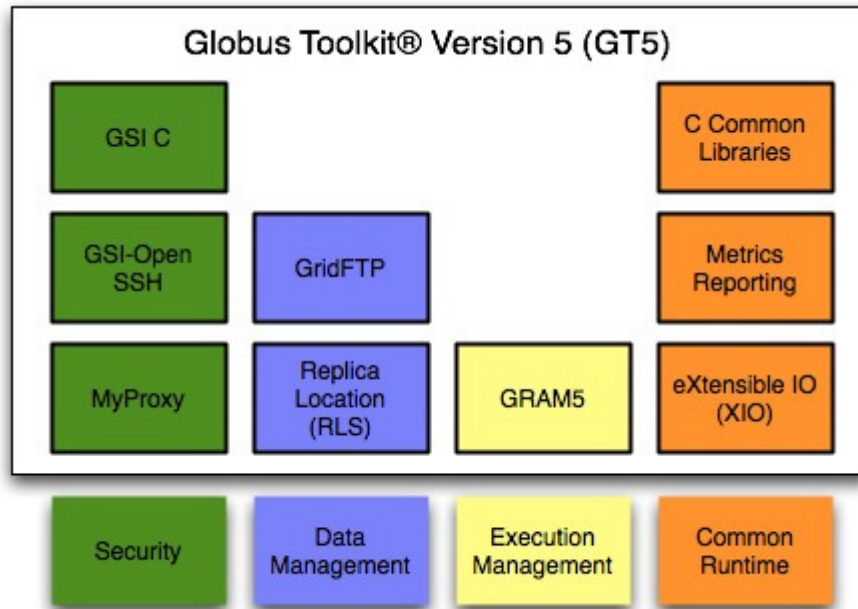 Globus Toolkit® Version 5 (GT5)
GSI C
C Common
Libraries
GSI-Open
SSH
GridFTP
Metrics
Reporting
MyProxy
Replica
Location
(RLS)
GRAM5
eXtensible IO
(XIO)
Security
Data
Management
Execution
Management
Common
Runtime